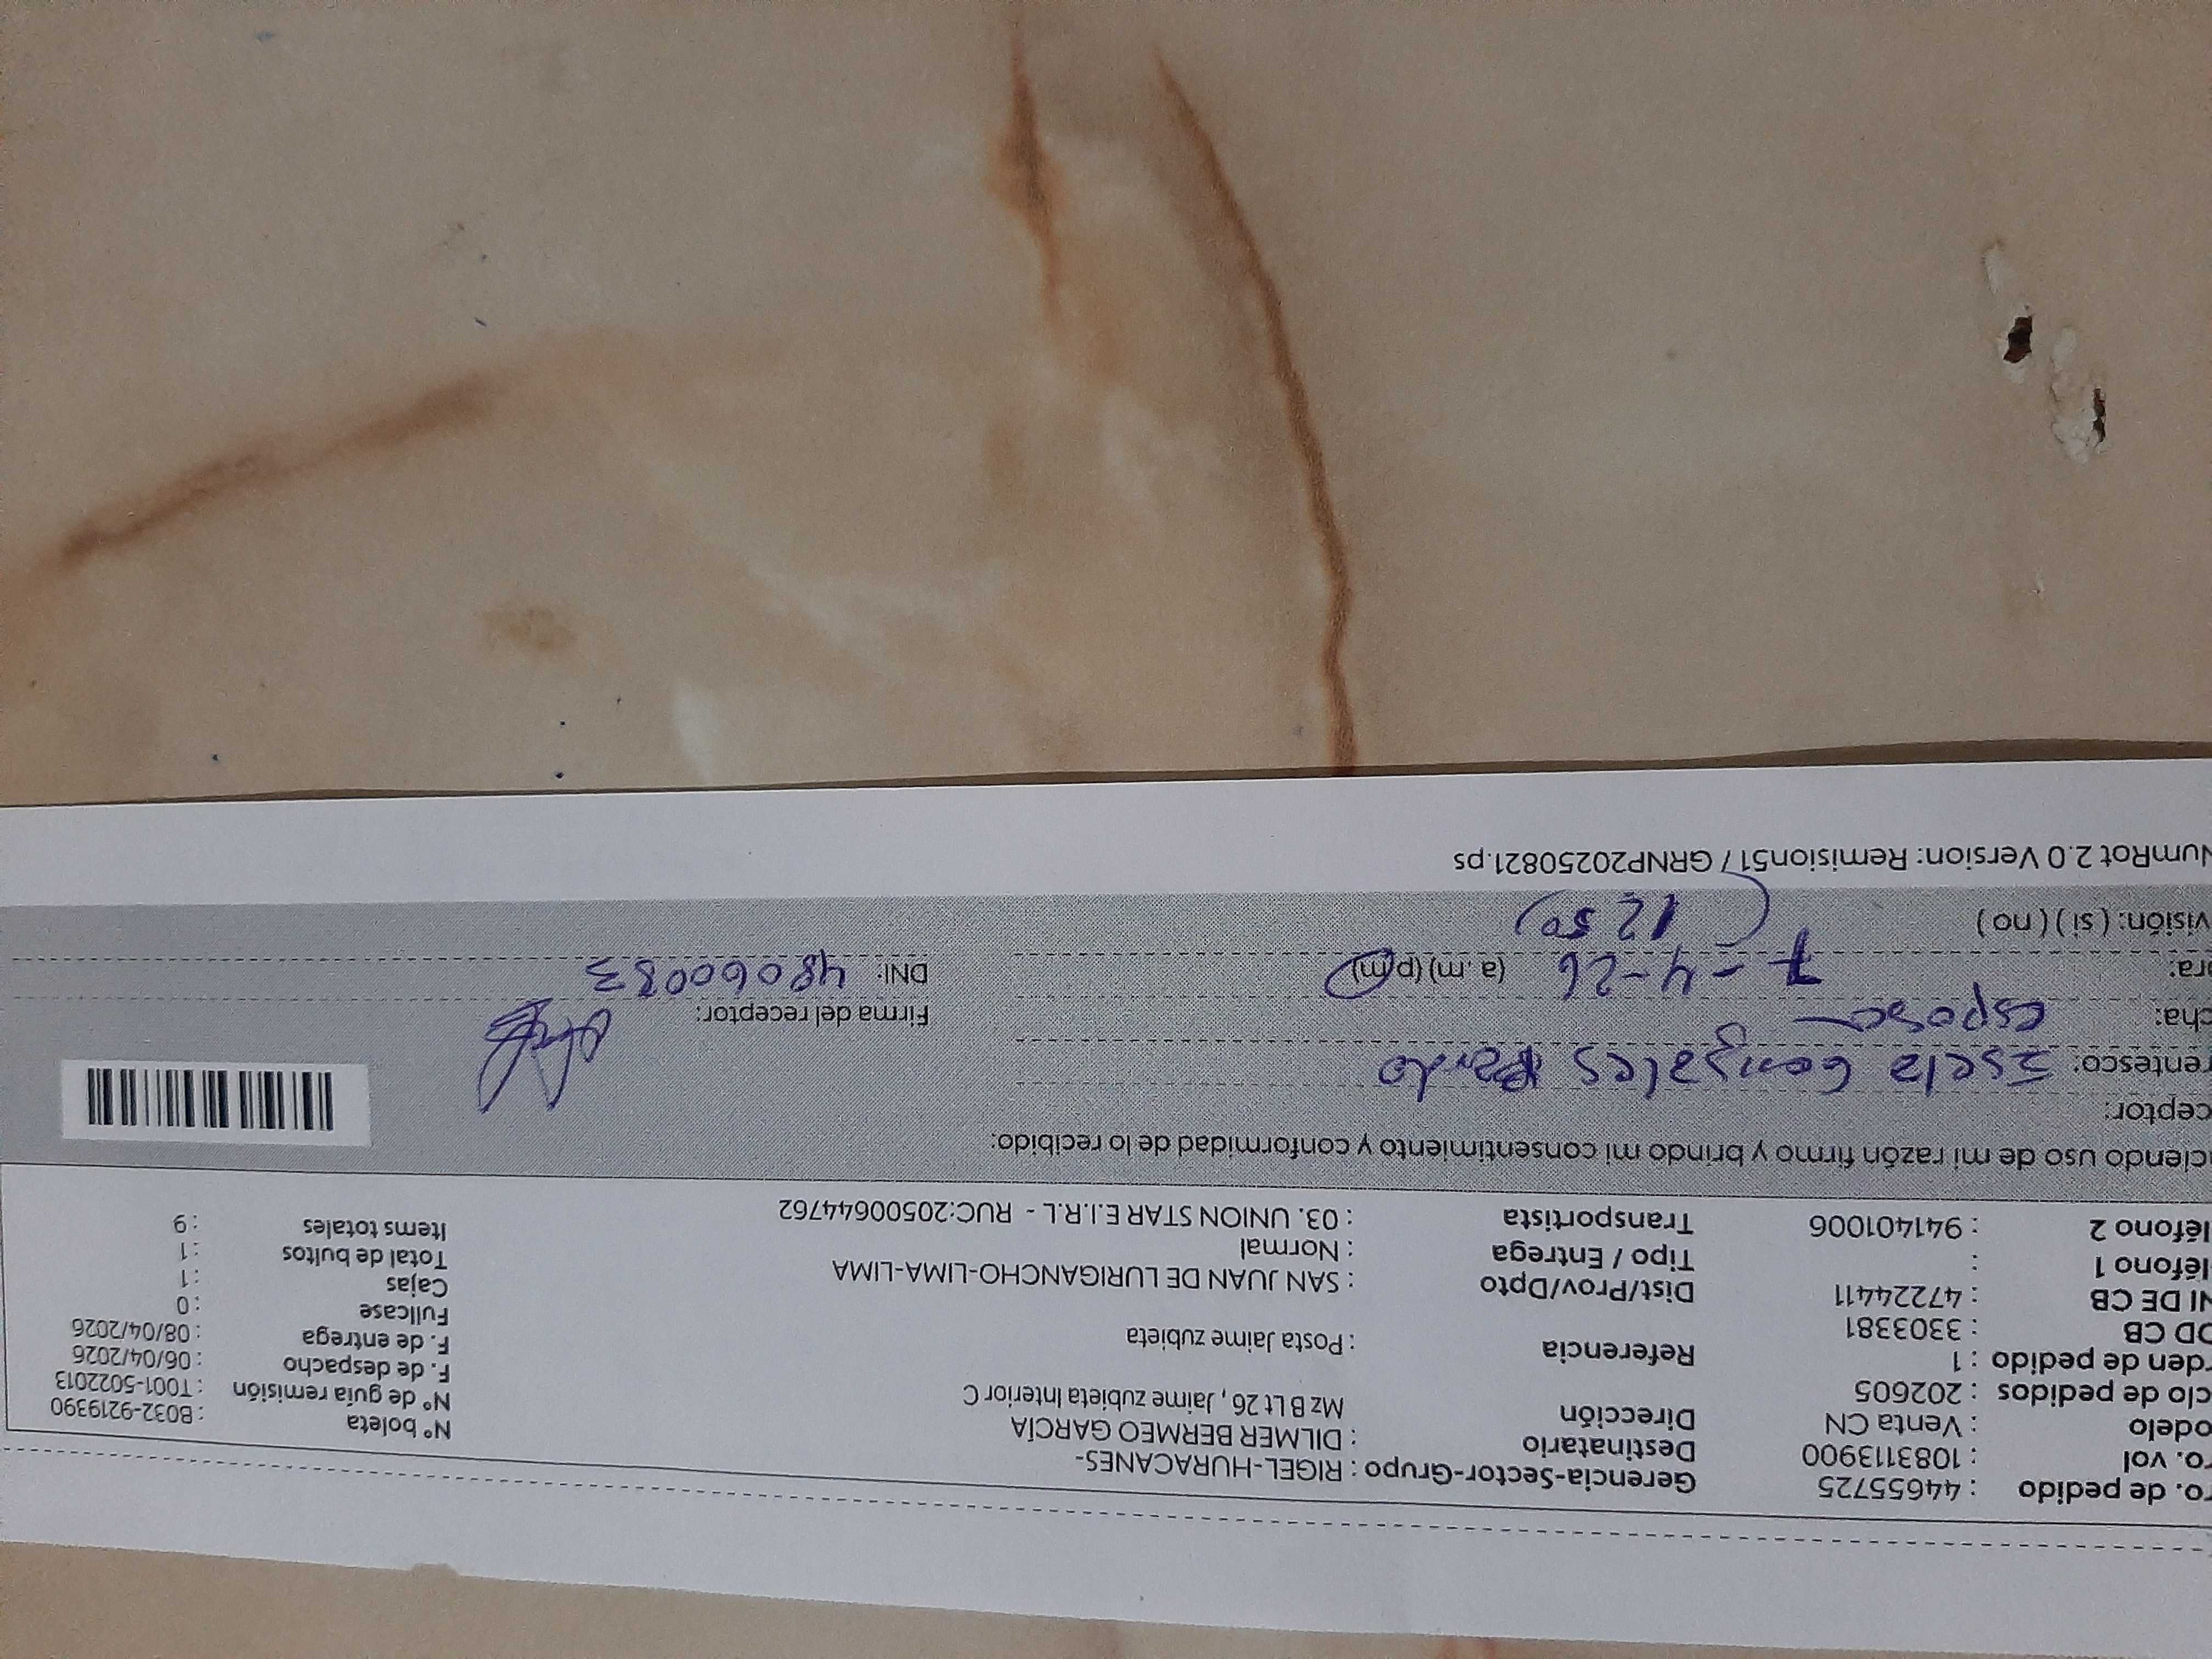 ro. de pedido : 44655725 Gerencia-Sector-Grupo : RIGEL-HURACANES-
ro. vol : 1083113900 Destinatario : DILMER BERMEO GARCÍA Nº boleta : B032-9219390
odelo : Venta CN Dirección Mz B Lt 26 , Jaime zubieta Interior C Nº de guía remisión : T001-5022013
clo de pedidos : 202605 F. de despacho : 06/04/2026
rden de pedido : 1 Referencia : Posta Jaime zubieta F. de entrega : 08/04/2026
OD CB : 3303381 Fullcase : 0
NI DE CB : 47224411 Dist/Prov/Dpto : SAN JUAN DE LURIGANCHO-LIMA-LIMA Cajas : 1
léfono 1 : Tipo / Entrega : Normal Total de bultos : 1
léfono 2 : 941401006 Transportista : 03. UNION STAR E.I.R.L - RUC:20500644762 Items totales : 9
ciendo uso de mi razón firmo y brindo mi consentimiento y conformidad de lo recibido:
ceptor:
rentesco: Isela Gonzales Pardo
cha: esposa Firma del receptor:
ora: 7-4-26 (a.m) (p.m) DNI: 48060083
visión: ( si ) ( no ) 12 50
NumRot 2.0 Version: Remision51 / GRNP20250821.ps